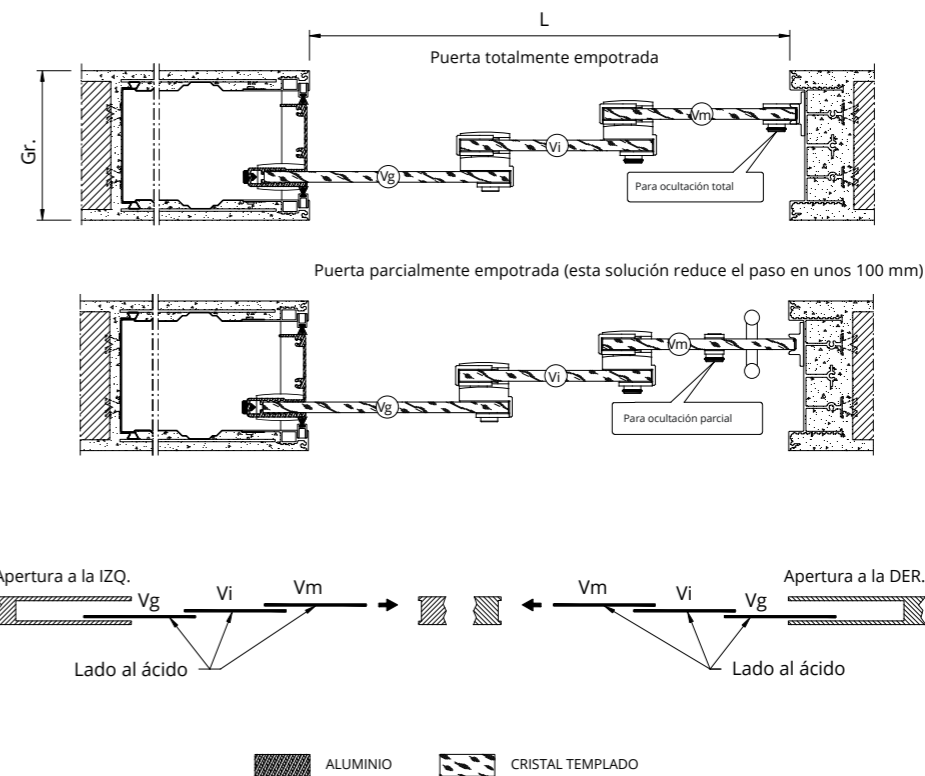 L
Puerta totalmente empotrada
Gr.
Vm
Vi
Vg
Para ocultación total
Puerta parcialmente empotrada (esta solución reduce el paso en unos 100 mm)
Vm
Vi
Vg
Para ocultación parcial
Apertura a la IZQ.
Apertura a la DER.
Vg Vi Vm
Vm Vi Vg
Lado al ácido
Lado al ácido
ALUMINIO
CRISTAL TEMPLADO